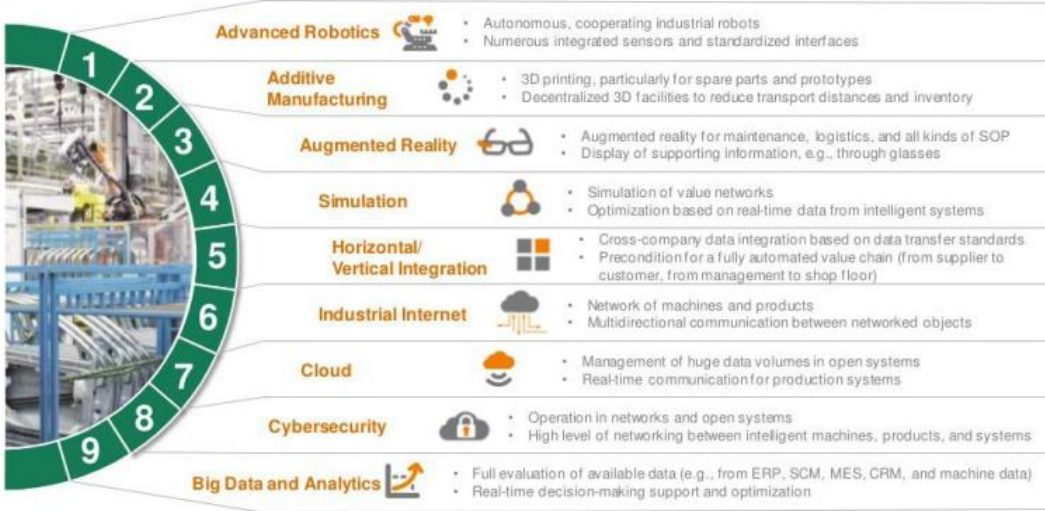 1
Advanced Robotics
• Autonomous, cooperating industrial robots
• Numerous integrated sensors and standardized interfaces
2
Additive
Manufacturing
• 3D printing, particularly for spare parts and prototypes
• Decentralized 3D facilities to reduce transport distances and inventory
3
Augmented Reality
• Augmented reality for maintenance, logistics, and all kinds of SOP
• Display of supporting information, e.g., through glasses
4
Simulation
• Simulation of value networks
• Optimization based on real-time data from intelligent systems
5
Horizontal/
Vertical Integration
• Cross-company data integration based on data transfer standards
• Precondition for a fully automated value chain (from supplier to
customer, from management to shop floor)
6
Industrial Internet
• Network of machines and products
• Multidirectional communication between networked objects
7
Cloud
• Management of huge data volumes in open systems
• Real-time communication for production systems
8
Cybersecurity
• Operation in networks and open systems
• High level of networking between intelligent machines, products, and systems
9
Big Data and Analytics
• Full evaluation of available data (e.g., from ERP, SCM, MES, CRM, and machine data)
• Real-time decision-making support and optimization